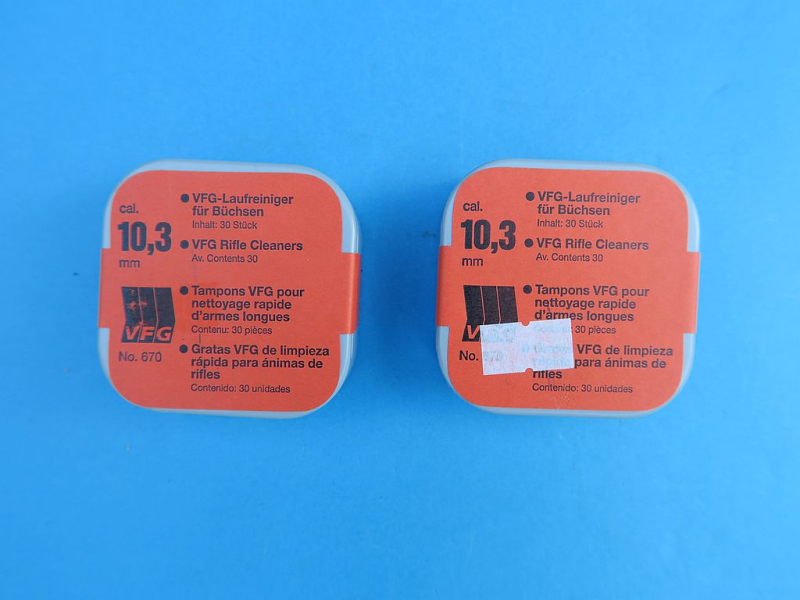 cal.
10,3
mm
VFG
No. 670
● VFG-Laufreiniger
für Büchsen
Inhalt: 30 Stück
● VFG Rifle Cleaners
Av. Contents 30
● Tampons VFG pour
nettoyage rapide
d'armes longues
Contenu: 30 pièces
● Gratas VFG de limpieza
rápida para ánimas de
rifles
Contenido: 30 unidades
cal.
10,3
mm
No.
● VFG-Laufreiniger
für Büchsen
Inhalt: 30 Stück
● VFG Rifle Cleaners
Av. Contents 30
● Tampons VFG pour
nettoyage rapide
d'armes longues
30 pièces
VFG de limpieza
rápida para ánimas de
rifles
Contenido: 30 unidades